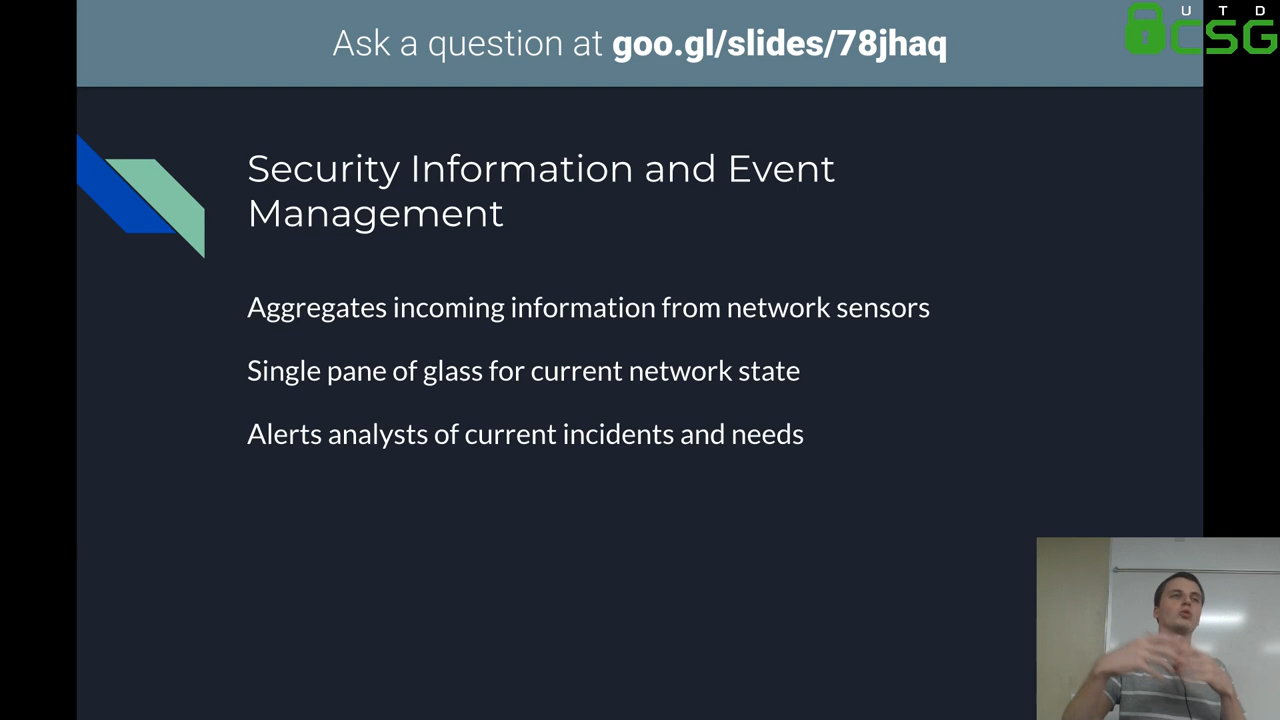 Ask a question at goo.gl/slides/78jhaq
UTD
CSG
Security Information and Event
Management
Aggregates incoming information from network sensors
Single pane of glass for current network state
Alerts analysts of current incidents and needs